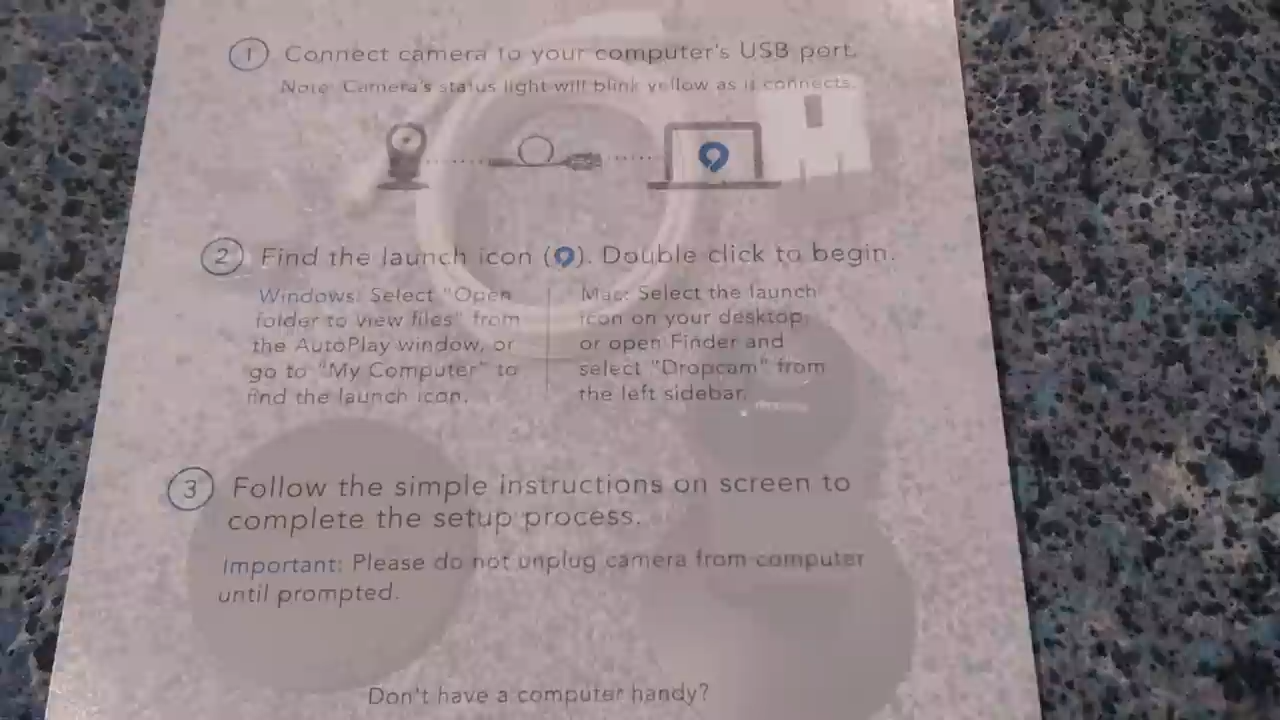 1 Connect camera to your computer's USB port.
Note: Camera's status light will blink yellow as it connects.
2 Find the launch icon ( ). Double click to begin.
Windows: Select "Open
folder to view files" from
the AutoPlay window, or
go to "My Computer" to
find the launch icon.
Mac: Select the launch
icon on your desktop
or open Finder and
select "Dropcam" from
the left sidebar.
3 Follow the simple instructions on screen to
complete the setup process.
Important: Please do not unplug camera from computer
until prompted.
Don't have a computer handy?